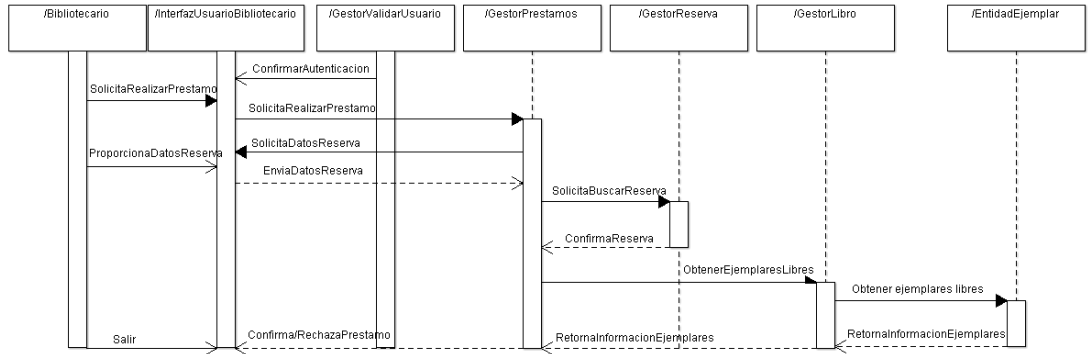 /Bibliotecario
/InterfazUsuarioBibliotecario
/GestorValidarUsuario
/GestorPrestamos
/GestorReserva
/GestorLibro
/EntidadEjemplar
ConfirmarAutenticacion
SolicitaRealizarPrestamo
SolicitaRealizarPrestamo
SolicitaDatosReserva
ProporcionaDatosReserva
EnviaDatosReserva
SolicitaBuscarReserva
ConfirmaReserva
ObtenerEjemplaresLibres
Obtener ejemplares libres
Salir
Confirma/RechazaPrestamo
RetornaInformacionEjemplares
RetornaInformacionEjemplares